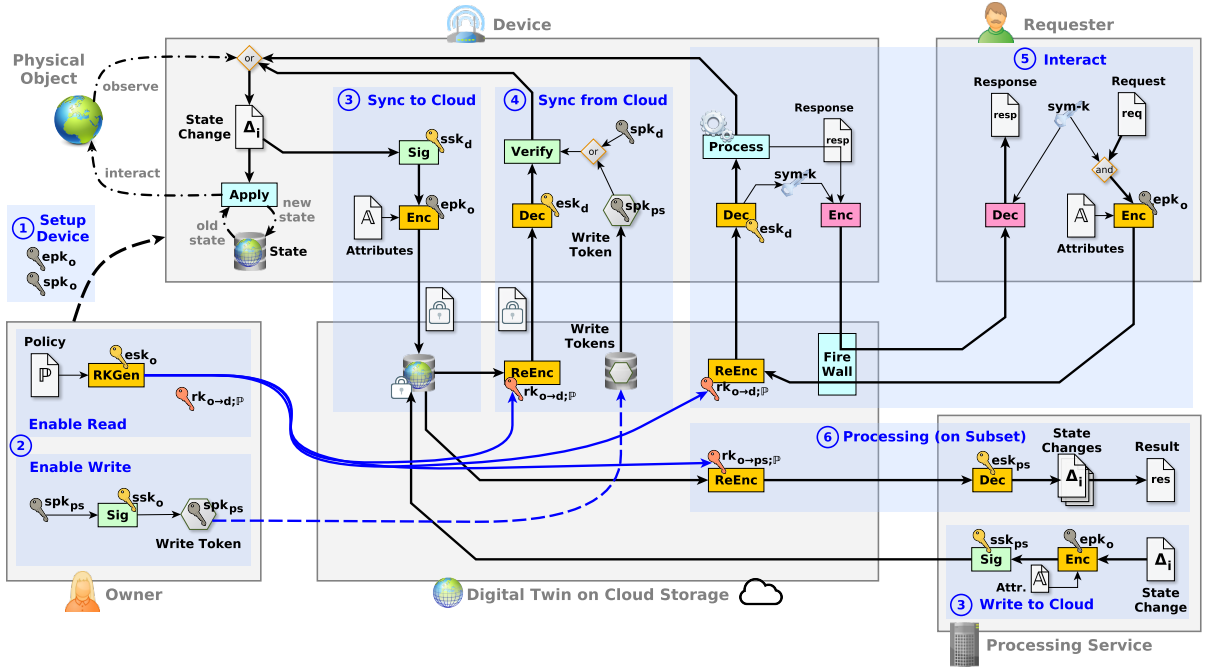 Device
Requester
Physical
Object
observe
interact
or
State
Change
Δi
Apply
old
state
new
state
State
3 Sync to Cloud
Sig
sskd
𝔸
Attributes
Enc
epko
4 Sync from Cloud
Verify
or
spkd
Dec
eskd
spkps
Write
Token
Process
Response
resp
sym-k
Dec
eskd
Enc
5 Interact
Response
resp
sym-k
Request
req
and
Dec
𝔸
Attributes
Enc
epko
1 Setup
Device
epko
spko
Policy
ℙ
RKGen
esko
rko→d;ℙ
Enable Read
2
Enable Write
spkps
Sig
ssko
spkps
Write Token
Owner
ReEnc
rko→d;ℙ
Write
Tokens
ReEnc
rko→d;ℙ
Fire
Wall
6 Processing (on Subset)
rko→ps;ℙ
ReEnc
eskps
Dec
State
Changes
Δi
Result
res
sskps
Sig
epko
Enc
Attr.
𝔸
Δi
State
Change
3 Write to Cloud
Digital Twin on Cloud Storage
Processing Service